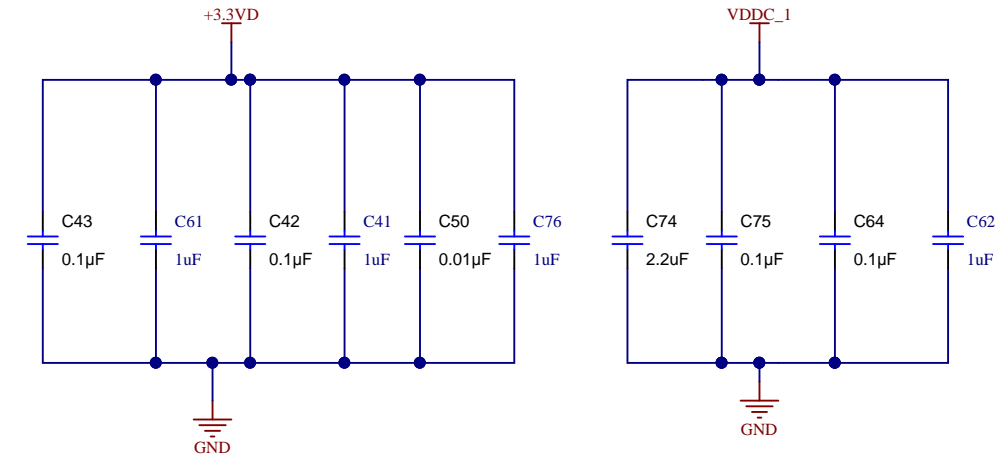 +3.3VD
VDDC_1
C43
C61
C42
C41
C50
C76
C74
C75
C64
C62
0.1µF
1uF
0.1µF
1uF
0.01µF
1uF
2.2uF
0.1µF
0.1µF
1uF
GND
GND